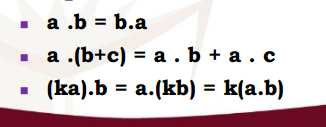 ▪ a .b = b.a
▪ a .(b+c) = a . b + a . c
▪ (ka).b = a.(kb) = k(a.b)